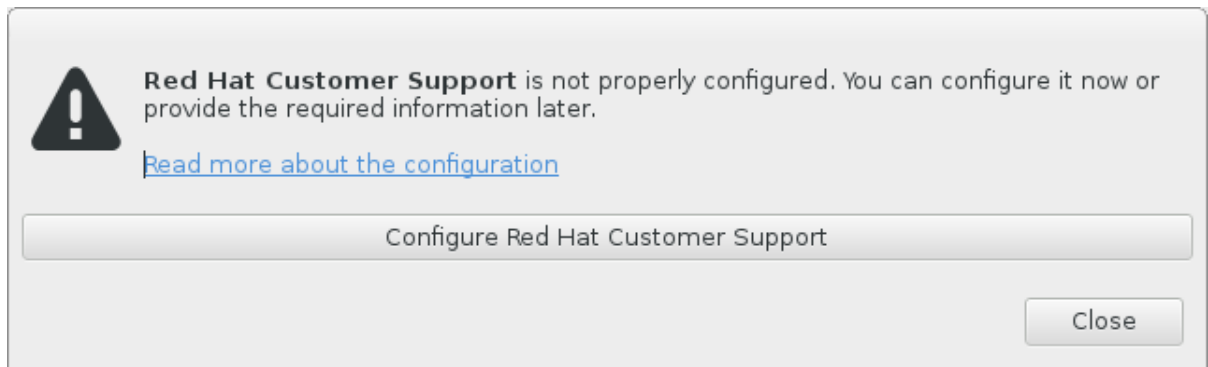 Red Hat Customer Support is not properly configured. You can configure it now or
provide the required information later.
Read more about the configuration
Configure Red Hat Customer Support
Close